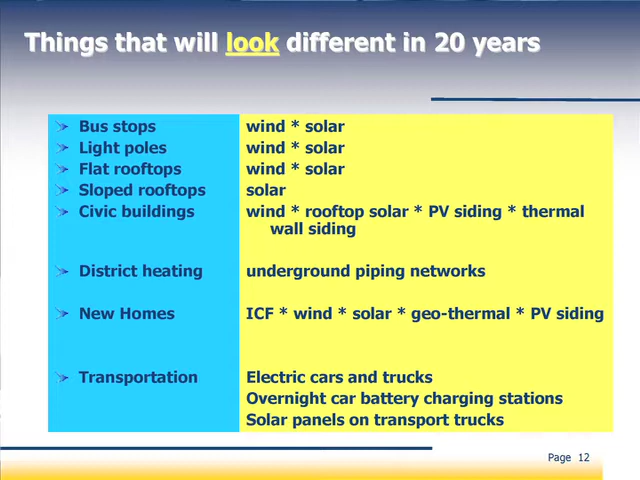 Things that will look different in 20 years
Bus stops wind * solar
Light poles wind * solar
Flat rooftops wind * solar
Sloped rooftops solar
Civic buildings wind * rooftop solar * PV siding * thermal
wall siding
District heating underground piping networks
New Homes ICF * wind * solar * geo-thermal * PV siding
Transportation Electric cars and trucks
Overnight car battery charging stations
Solar panels on transport trucks
Page 12